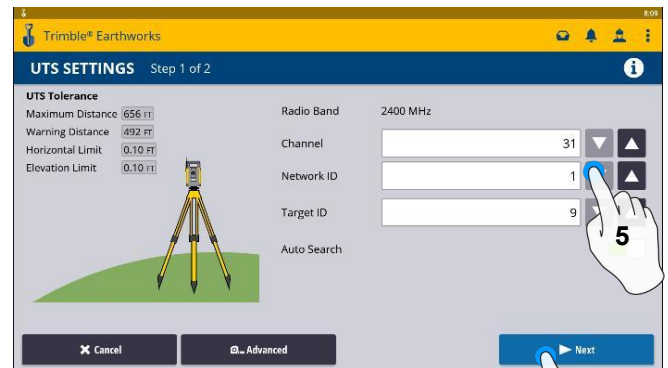 8:09
Trimble® Earthworks
UTS SETTINGS Step 1 of 2
UTS Tolerance
Maximum Distance 656 FT
Warning Distance 492 FT
Horizontal Limit 0.10 FT
Elevation Limit 0.10 FT
Radio Band 2400 MHz
Channel 31
Network ID 1
Target ID 9
Auto Search
5
Cancel
Advanced
Next